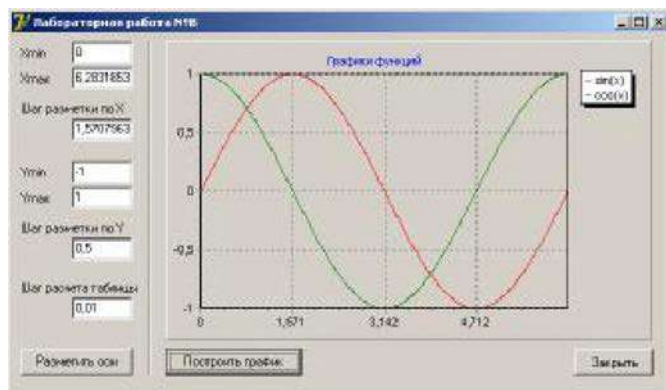 Лабораторная работа №16
Xmin 0
Xmax 6,2831853
Шаг разметки по X
1,5707963
Ymin -1
Ymax 1
Шаг разметки по Y
0,5
Шаг расчета таблицы
0,01
Разметить оси
Графики функций
1
0,5
0
-0,5
-1
0 1,571 3,142 4,712
sin(x)
cos(x)
Построить график
Закрыть